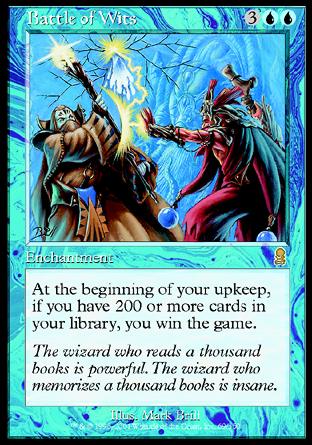 Battle of Wits 3
Enchantment
At the beginning of your upkeep,
if you have 200 or more cards in
your library, you win the game.
The wizard who reads a thousand
books is powerful. The wizard who
memorizes a thousand books is insane.
Illus. Mark Brill